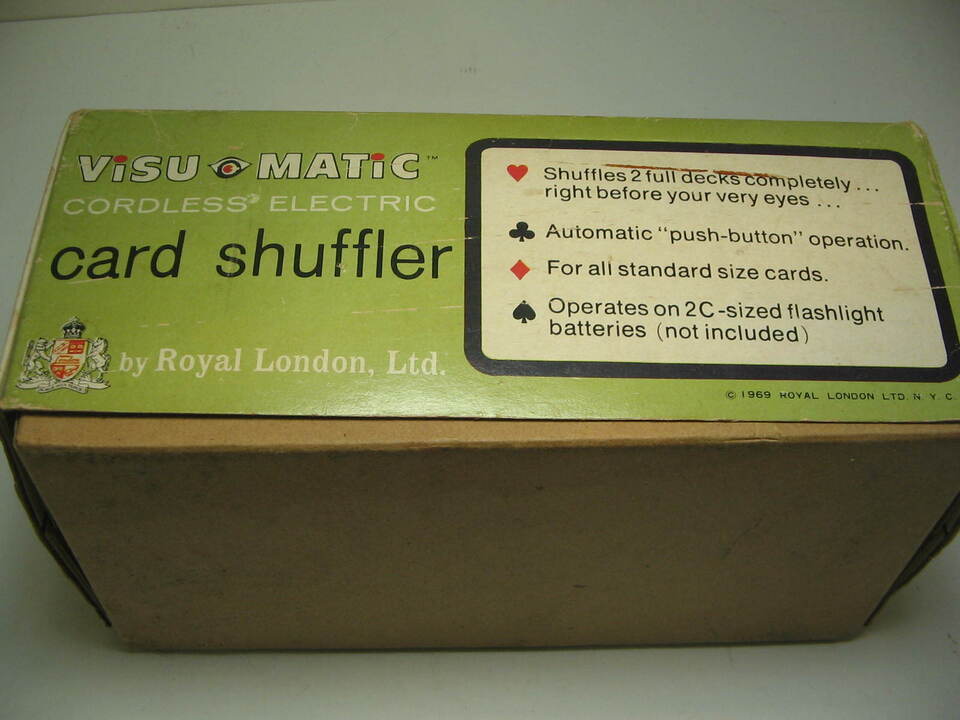 ViSU MATiC™
CORDLESS ELECTRIC
card shuffler
by Royal London, Ltd.
Shuffles 2 full decks completely...
right before your very eyes...
Automatic "push-button" operation.
For all standard size cards.
Operates on 2C-sized flashlight
batteries (not included)
© 1969 ROYAL LONDON LTD. N. Y. C.